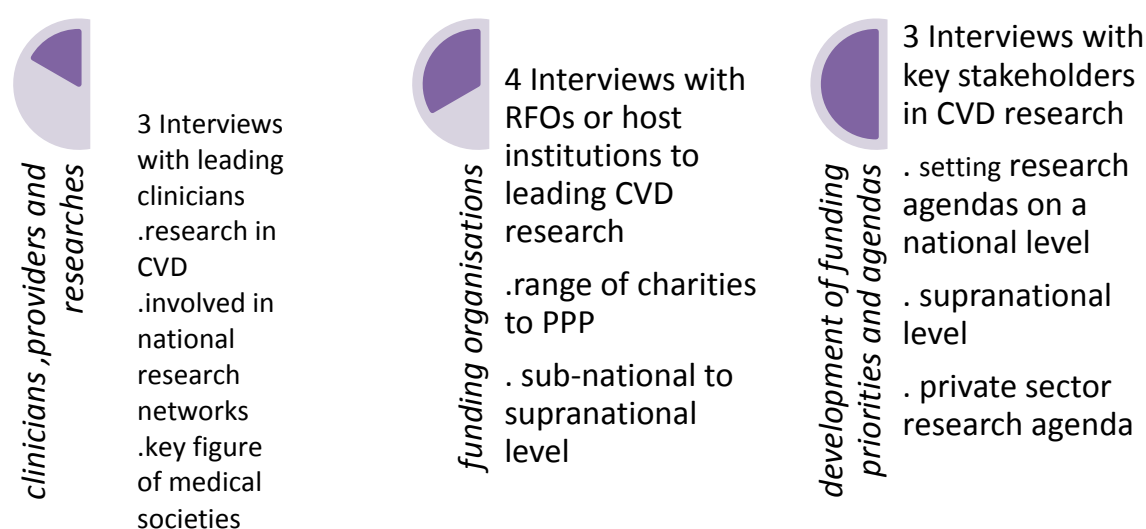 clinicians ,providers and
researches
3 Interviews
with leading
clinicians
.research in
CVD
.involved in
national
research
networks
.key figure
of medical
societies
funding organisations
4 Interviews with
RFOs or host
institutions to
leading CVD
research
.range of charities
to PPP
. sub-national to
supranational
level
development of funding
priorities and agendas
3 Interviews with
key stakeholders
in CVD research
. setting research
agendas on a
national level
. supranational
level
. private sector
research agenda